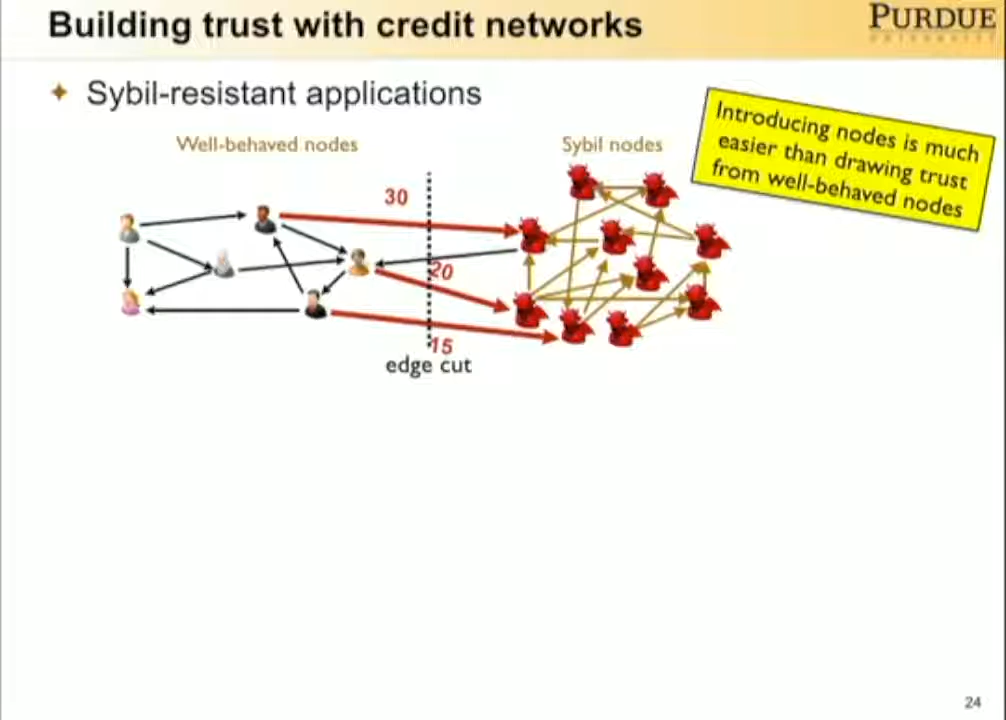 Building trust with credit networks
PURDUE
UNIVERSITY
✦ Sybil-resistant applications
Well-behaved nodes
Sybil nodes
Introducing nodes is much
easier than drawing trust
from well-behaved nodes
30
20
15
edge cut
24